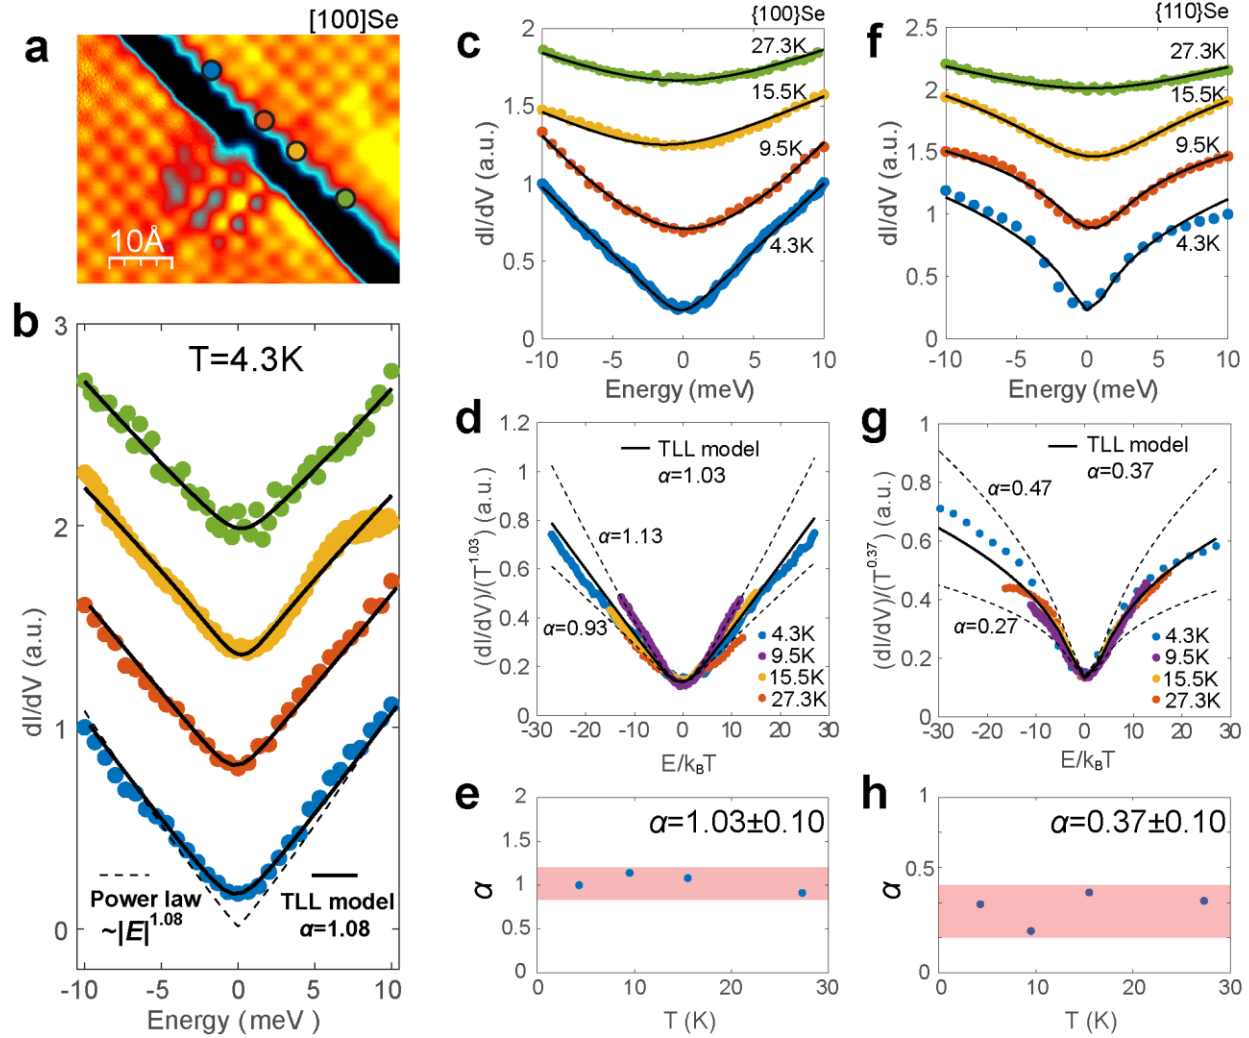 [100]Se
a
10Å
b
T=4.3K
3
2
1
0
dI/dV (a.u.)
Power law
~|E|^1.08
TLL model
α=1.08
-10 -5 0 5 10
Energy (meV)
{100}Se
c
27.3K
15.5K
9.5K
4.3K
2
1.5
1
0.5
0
dI/dV (a.u.)
-10 -5 0 5 10
Energy (meV)
d
TLL model
α=1.03
α=1.13
α=0.93
4.3K
9.5K
15.5K
27.3K
1.2
1
0.8
0.6
0.4
0.2
0
(dI/dV)/(T^1.03) (a.u.)
-30 -20 -10 0 10 20 30
E/k_BT
e
α=1.03±0.10
2
1.5
1
0.5
0
α
0 10 20 30
T (K)
{110}Se
f
27.3K
15.5K
9.5K
4.3K
2.5
2
1.5
1
0.5
0
dI/dV (a.u.)
-10 -5 0 5 10
Energy (meV)
g
TLL model
α=0.37
α=0.47
α=0.27
4.3K
9.5K
15.5K
27.3K
1
0.8
0.6
0.4
0.2
0
(dI/dV)/(T^0.37) (a.u.)
-30 -20 -10 0 10 20 30
E/k_BT
h
α=0.37±0.10
1
0.5
0
α
0 10 20 30
T (K)